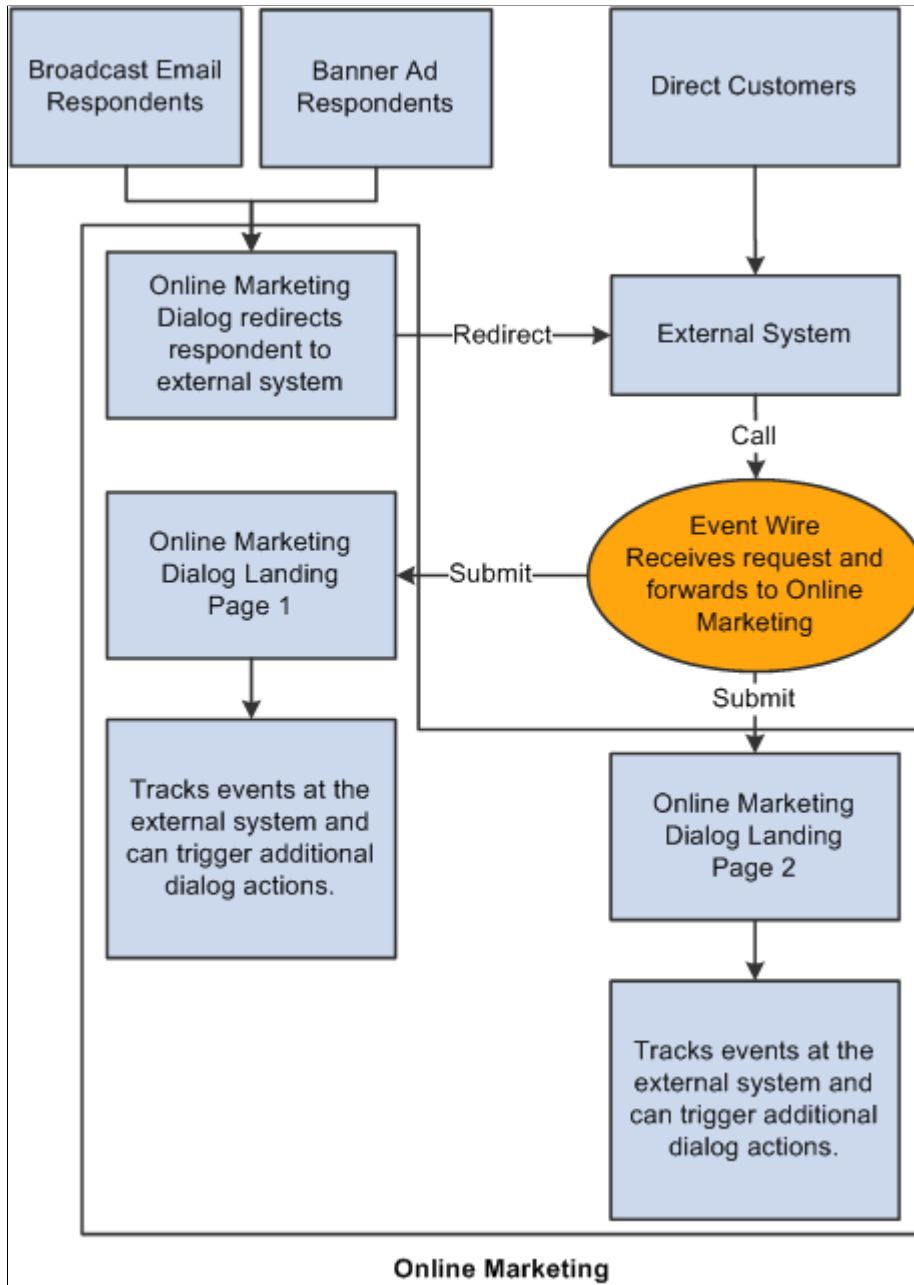 Broadcast Email
Respondents
Banner Ad
Respondents
Direct Customers
Online Marketing
Dialog redirects
respondent to
external system
Redirect
External System
Call
Event Wire
Receives request and
forwards to Online
Marketing
Submit
Online Marketing
Dialog Landing
Page 1
Submit
Tracks events at the
external system and
can trigger additional
dialog actions.
Online Marketing
Dialog Landing
Page 2
Tracks events at the
external system and
can trigger additional
dialog actions.
Online Marketing